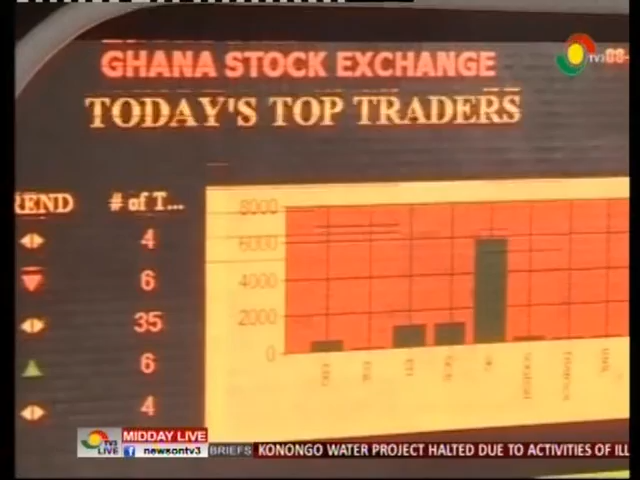 GHANA STOCK EXCHANGE
TV3
TODAY'S TOP TRADERS
REND # of T...
4
6
35
6
4
8000
6000
4000
2000
0
TV3 LIVE MIDDAY LIVE
f newsontv3
BRIEFS KONONGO WATER PROJECT HALTED DUE TO ACTIVITIES OF ILL